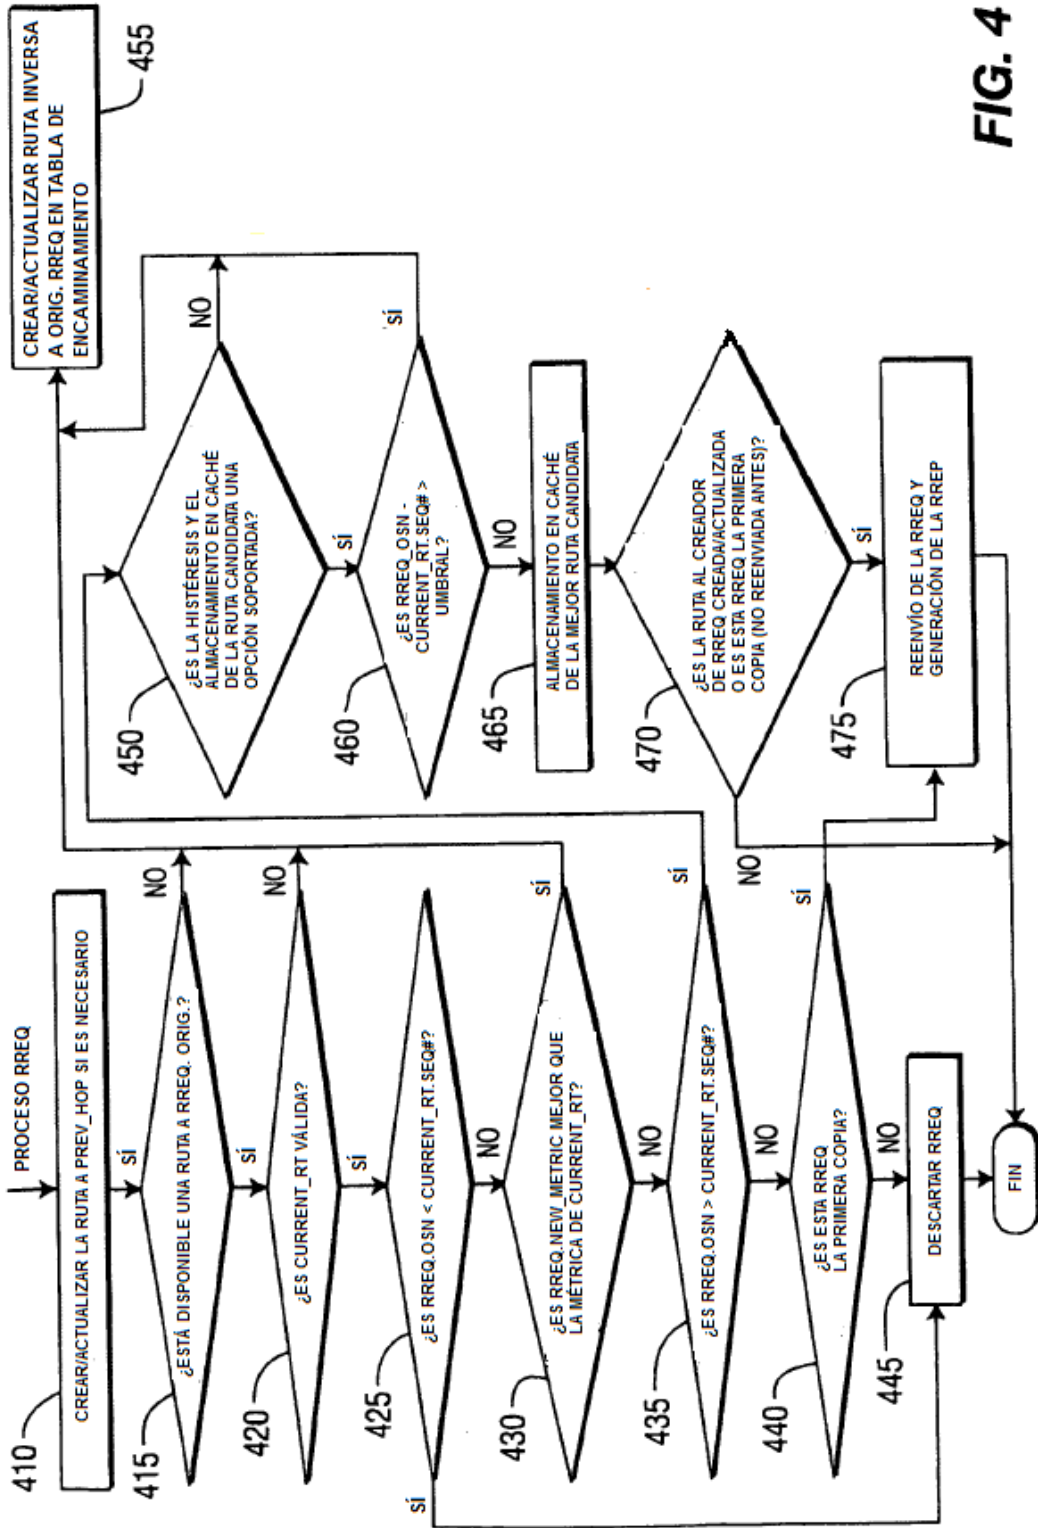 PROCESO RREQ
410
CREAR/ACTUALIZAR LA RUTA A PREV_HOP SI ES NECESARIO
SÍ
415
¿ESTÁ DISPONIBLE UNA RUTA A RREQ. ORIG.?
NO
SÍ
420
¿ES CURRENT_RT VÁLIDA?
NO
SÍ
425
¿ES RREQ.OSN < CURRENT_RT.SEQ#?
SÍ
NO
430
¿ES RREQ.NEW_METRIC MEJOR QUE
LA MÉTRICA DE CURRENT_RT?
SÍ
NO
435
¿ES RREQ.OSN > CURRENT_RT.SEQ#?
SÍ
NO
440
¿ES ESTA RREQ
LA PRIMERA COPIA?
SÍ
NO
445
DESCARTAR RREQ
FIN
CREAR/ACTUALIZAR RUTA INVERSA
A ORIG. RREQ EN TABLA DE
ENCAMINAMIENTO
455
450
¿ES LA HISTÉRESIS Y EL
ALMACENAMIENTO EN CACHÉ
DE LA RUTA CANDIDATA UNA
OPCIÓN SOPORTADA?
NO
SÍ
460
¿ES RREQ_OSN -
CURRENT_RT.SEQ# >
UMBRAL?
SÍ
NO
465
ALMACENAMIENTO EN CACHÉ
DE LA MEJOR RUTA CANDIDATA
470
¿ES LA RUTA AL CREADOR
DE RREQ CREADA/ACTUALIZADA
O ES ESTA RREQ LA PRIMERA
COPIA (NO REENVIADA ANTES)?
NO
SÍ
475
REENVÍO DE LA RREQ Y
GENERACIÓN DE LA RREP
FIG. 4